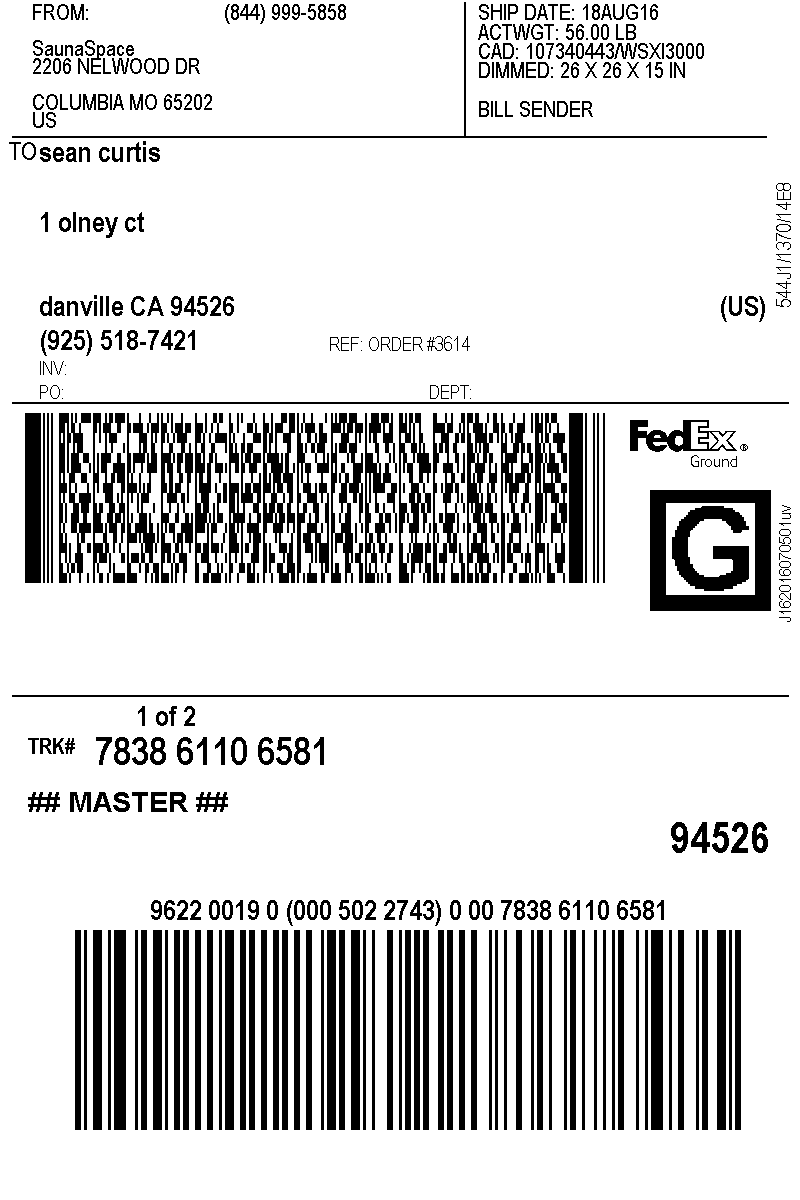 FROM: (844) 999-5858
SaunaSpace
2206 NELWOOD DR
COLUMBIA MO 65202
US
SHIP DATE: 18AUG16
ACTWGT: 56.00 LB
CAD: 107340443/WSXI3000
DIMMED: 26 X 26 X 15 IN
BILL SENDER
TO sean curtis
1 olney ct
danville CA 94526 (US)
(925) 518-7421 REF: ORDER #3614
INV:
PO: DEPT:
544J1/1370/14E8
FedEx ®
Ground
G
J162016070501uv
1 of 2
TRK# 7838 6110 6581
## MASTER ##
94526
9622 0019 0 (000 502 2743) 0 00 7838 6110 6581